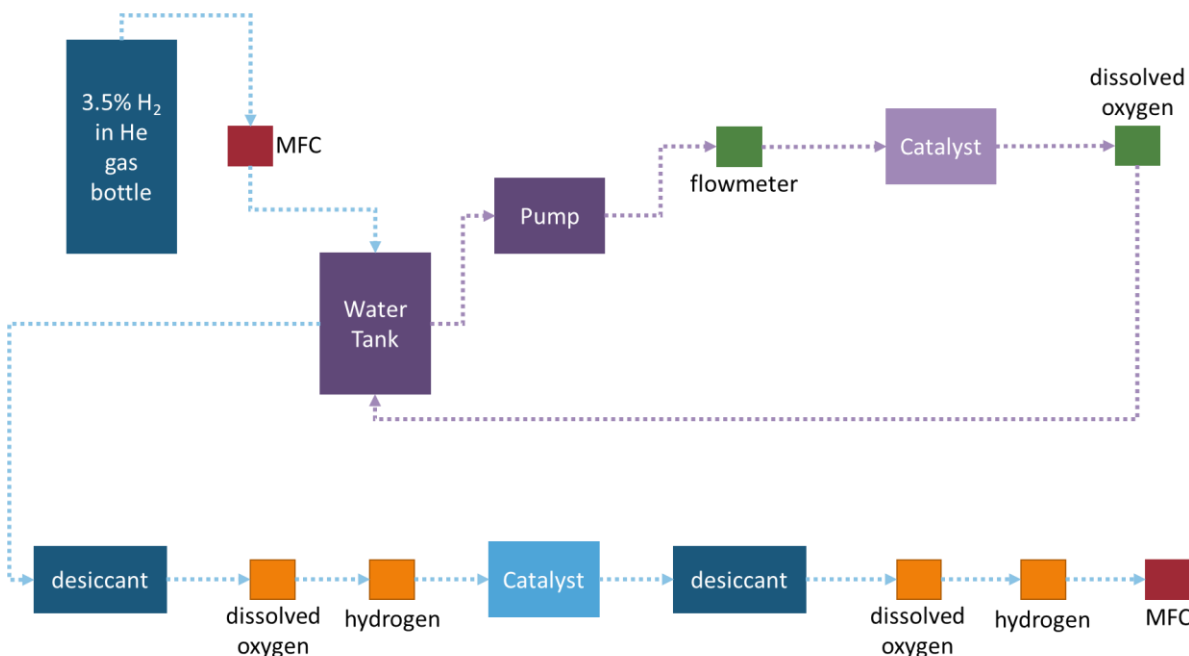 3.5% H₂
in He
gas
bottle
MFC
dissolved
oxygen
Catalyst
flowmeter
Pump
Water
Tank
desiccant
dissolved
oxygen
hydrogen
Catalyst
desiccant
dissolved
oxygen
hydrogen
MFC